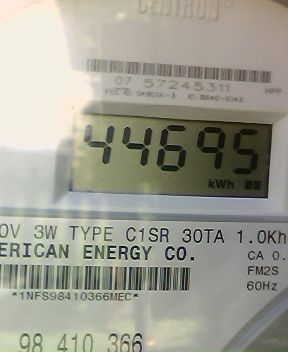 CENTRON®
07 57245311
44695
kWh
0V 3W TYPE C1SR 30TA 1.0Kh
ERICAN ENERGY CO.
CA 0.
FM2S
*1NFS98410366MEC*
60Hz
98 410 366